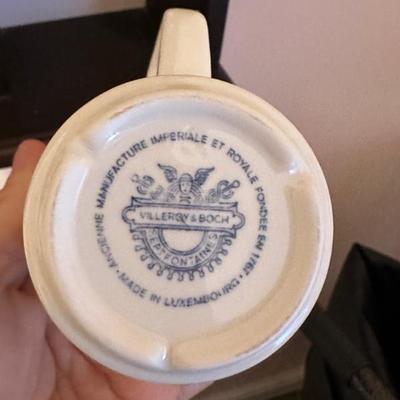 ANCIENNE MANUFACTURE IMPERIALE ET ROYALE FONDEE EN 1767
VILLEROY & BOCH
SEPTFONTAINES
• MADE IN LUXEMBOURG •